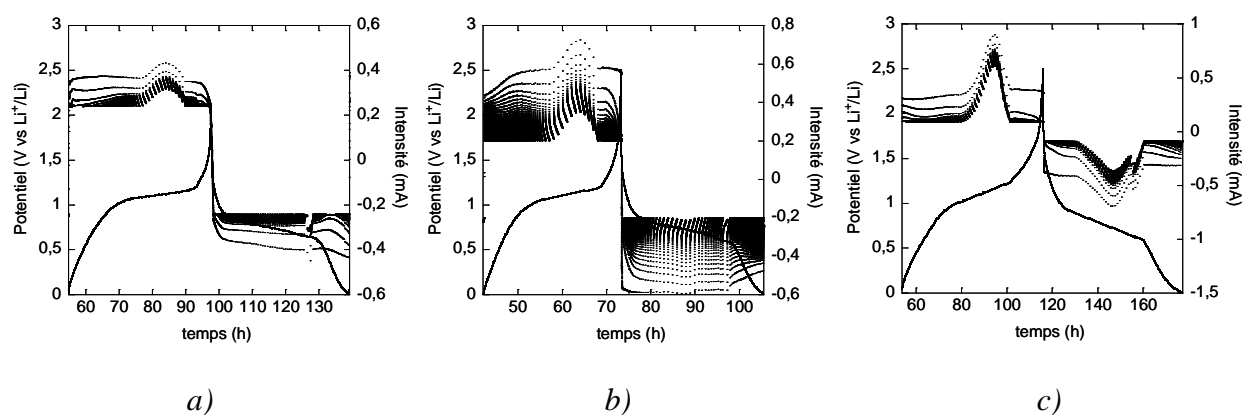 3
2,5
2
1,5
1
0,5
0
Potentiel (V vs Li⁺/Li)
60 70 80 90 100 110 120 130
temps (h)
0,6
0,4
0,2
0
-0,2
-0,4
-0,6
Intensité (mA)
a)
3
2,5
2
1,5
1
0,5
0
Potentiel (V vs Li⁺/Li)
50 60 70 80 90 100
temps (h)
0,8
0,6
0,4
0,2
0
-0,2
-0,4
-0,6
Intensité (mA)
b)
3
2,5
2
1,5
1
0,5
0
Potentiel (V vs Li⁺/Li)
60 80 100 120 140 160
temps (h)
1
0,5
0
-0,5
-1
-1,5
Intensité (mA)
c)